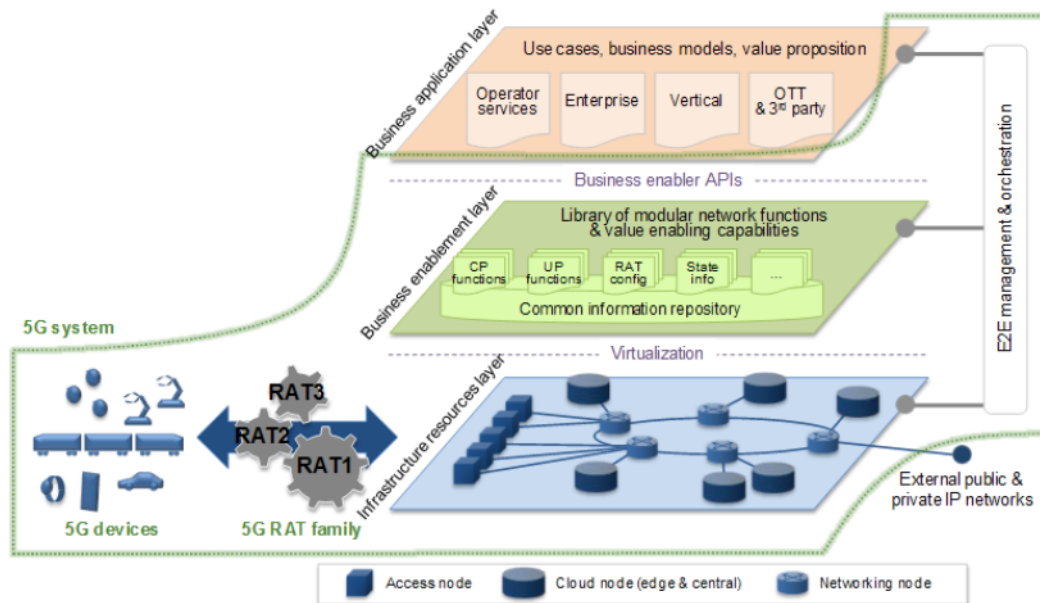 Business application layer
Use cases, business models, value proposition
Operator
services
Enterprise
Vertical
OTT
& 3rd party
Business enabler APIs
Business enablement layer
Library of modular network functions
& value enabling capabilities
CP
functions
UP
functions
RAT
config
State
info
...
Common information repository
E2E management & orchestration
5G system
Virtualization
Infrastructure resources layer
RAT3
RAT2
RAT1
5G devices
5G RAT family
External public &
private IP networks
Access node
Cloud node (edge & central)
Networking node